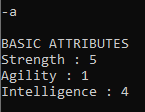 -a
BASIC ATTRIBUTES
Strength : 5
Agility : 1
Intelligence : 4